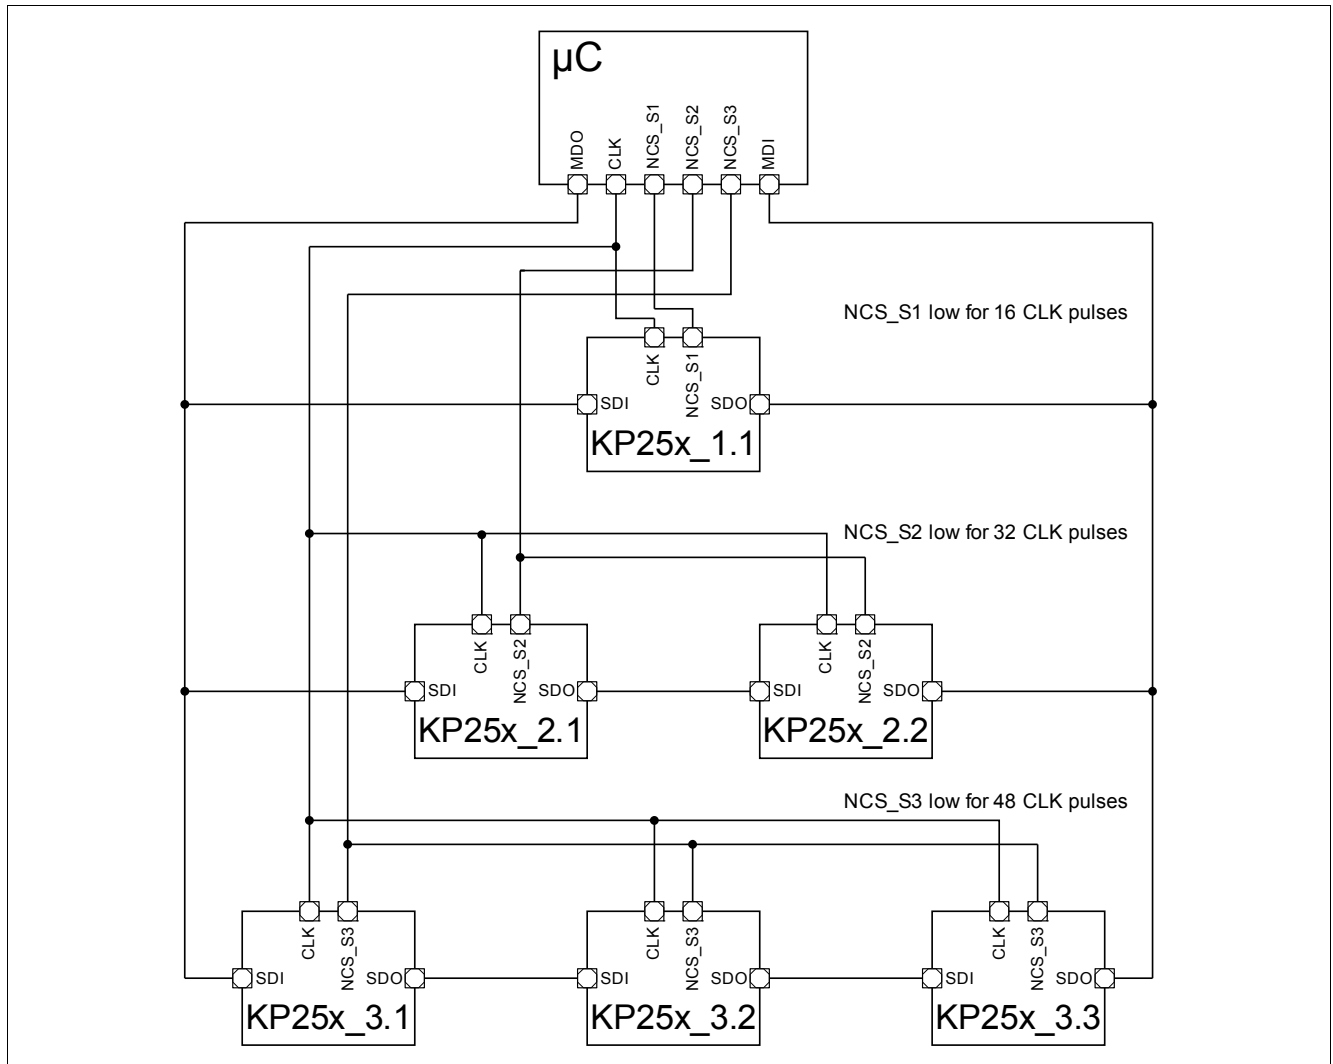 µC
MDO
CLK
NCS_S1
NCS_S2
NCS_S3
MDI
NCS_S1 low for 16 CLK pulses
CLK
NCS_S1
SDI
SDO
KP25x_1.1
NCS_S2 low for 32 CLK pulses
CLK
NCS_S2
SDI
SDO
KP25x_2.1
CLK
NCS_S2
SDI
SDO
KP25x_2.2
NCS_S3 low for 48 CLK pulses
CLK
NCS_S3
SDI
SDO
KP25x_3.1
CLK
NCS_S3
SDI
SDO
KP25x_3.2
CLK
NCS_S3
SDI
SDO
KP25x_3.3